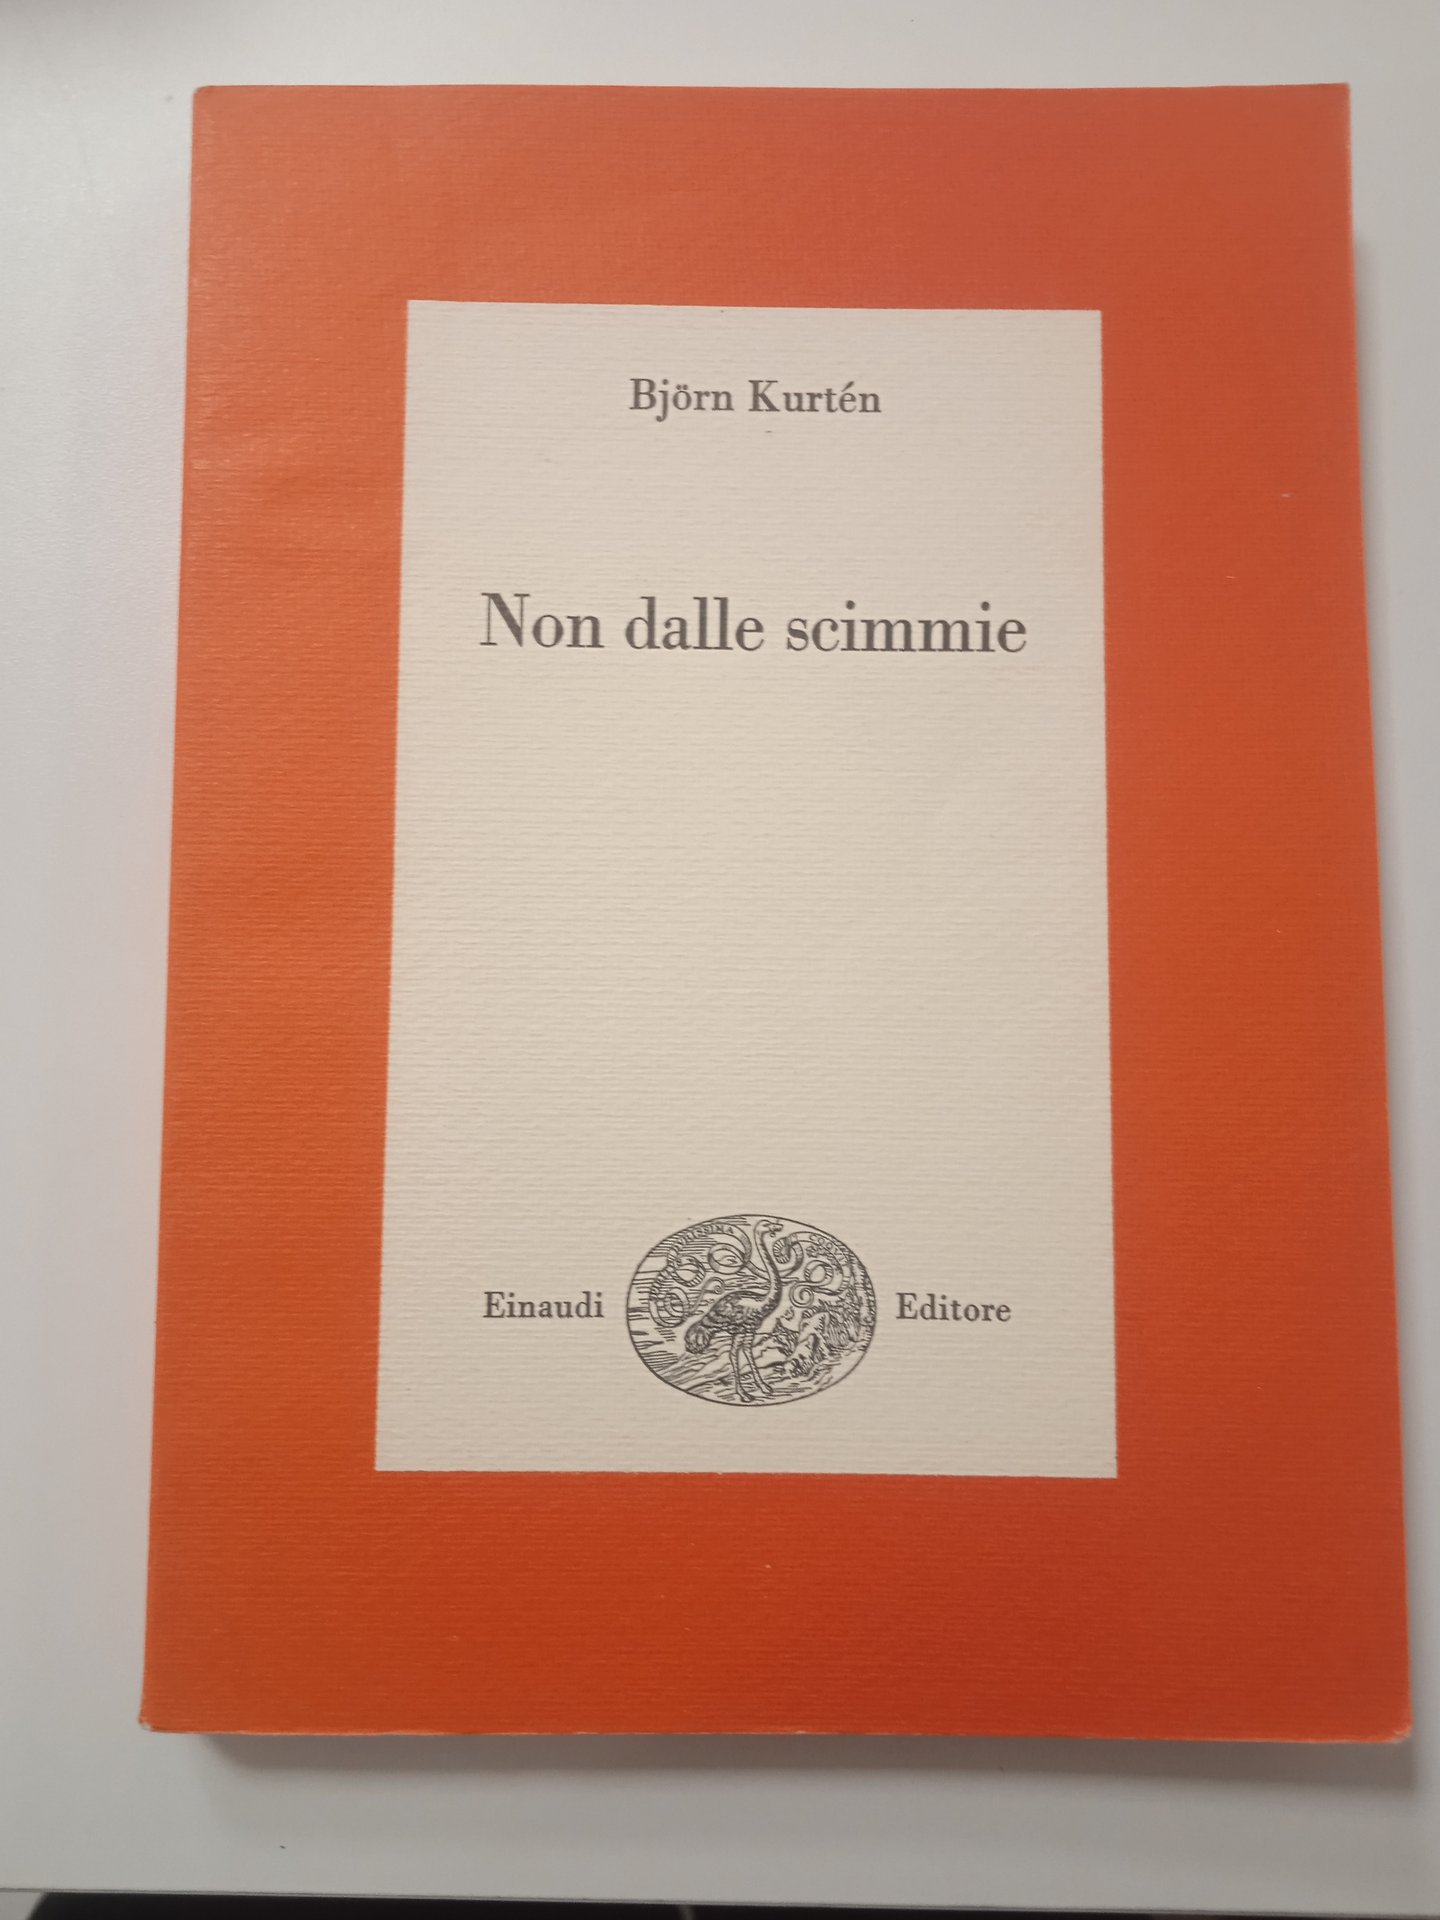 Björn Kurtén
Non dalle scimmie
Einaudi
Editore